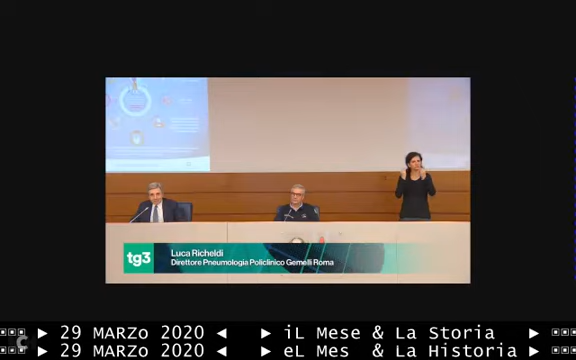 tg3
Luca Richeldi
Direttore Pneumologia Policlinico Gemelli Roma
▶ 29 MARZo 2020 ◀ ▶ iL Mese & La Storia ▶
▶ 29 MARZo 2020 ◀ ▶ eL Mes & La Historia ▶